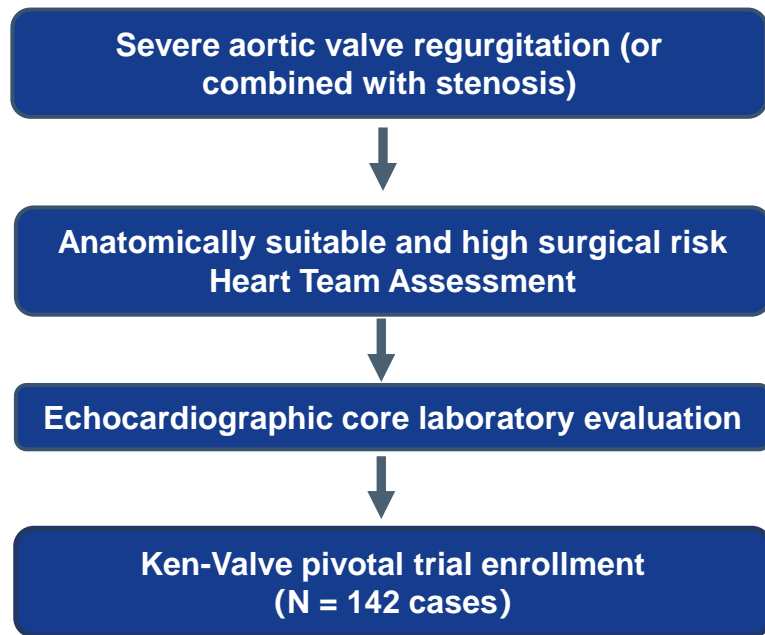 Severe aortic valve regurgitation (or
combined with stenosis)
Anatomically suitable and high surgical risk
Heart Team Assessment
Echocardiographic core laboratory evaluation
Ken-Valve pivotal trial enrollment
(N = 142 cases)